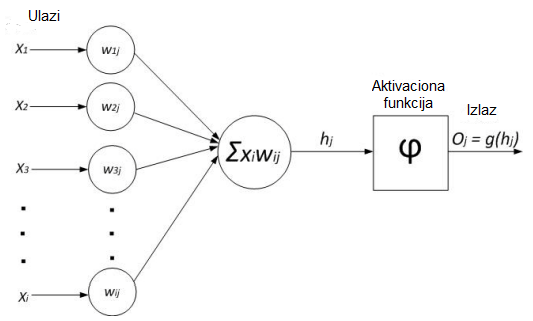 Ulazi
X1
w1j
X2
w2j
X3
w3j
Xi
wij
Σxiwij
hj
Aktivaciona
funkcija
φ
Izlaz
Oj = g(hj)